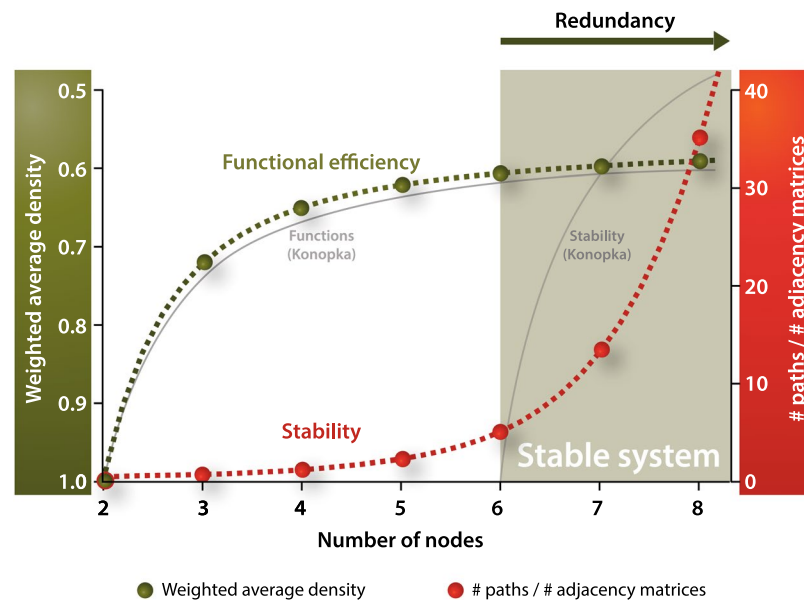 Redundancy
Weighted average density
0.5
0.6
0.7
0.8
0.9
1.0
Functional efficiency
Functions
(Konopka)
Stability
(Konopka)
Stability
Stable system
40
30
20
10
0
# paths / # adjacency matrices
2 3 4 5 6 7 8
Number of nodes
Weighted average density
# paths / # adjacency matrices